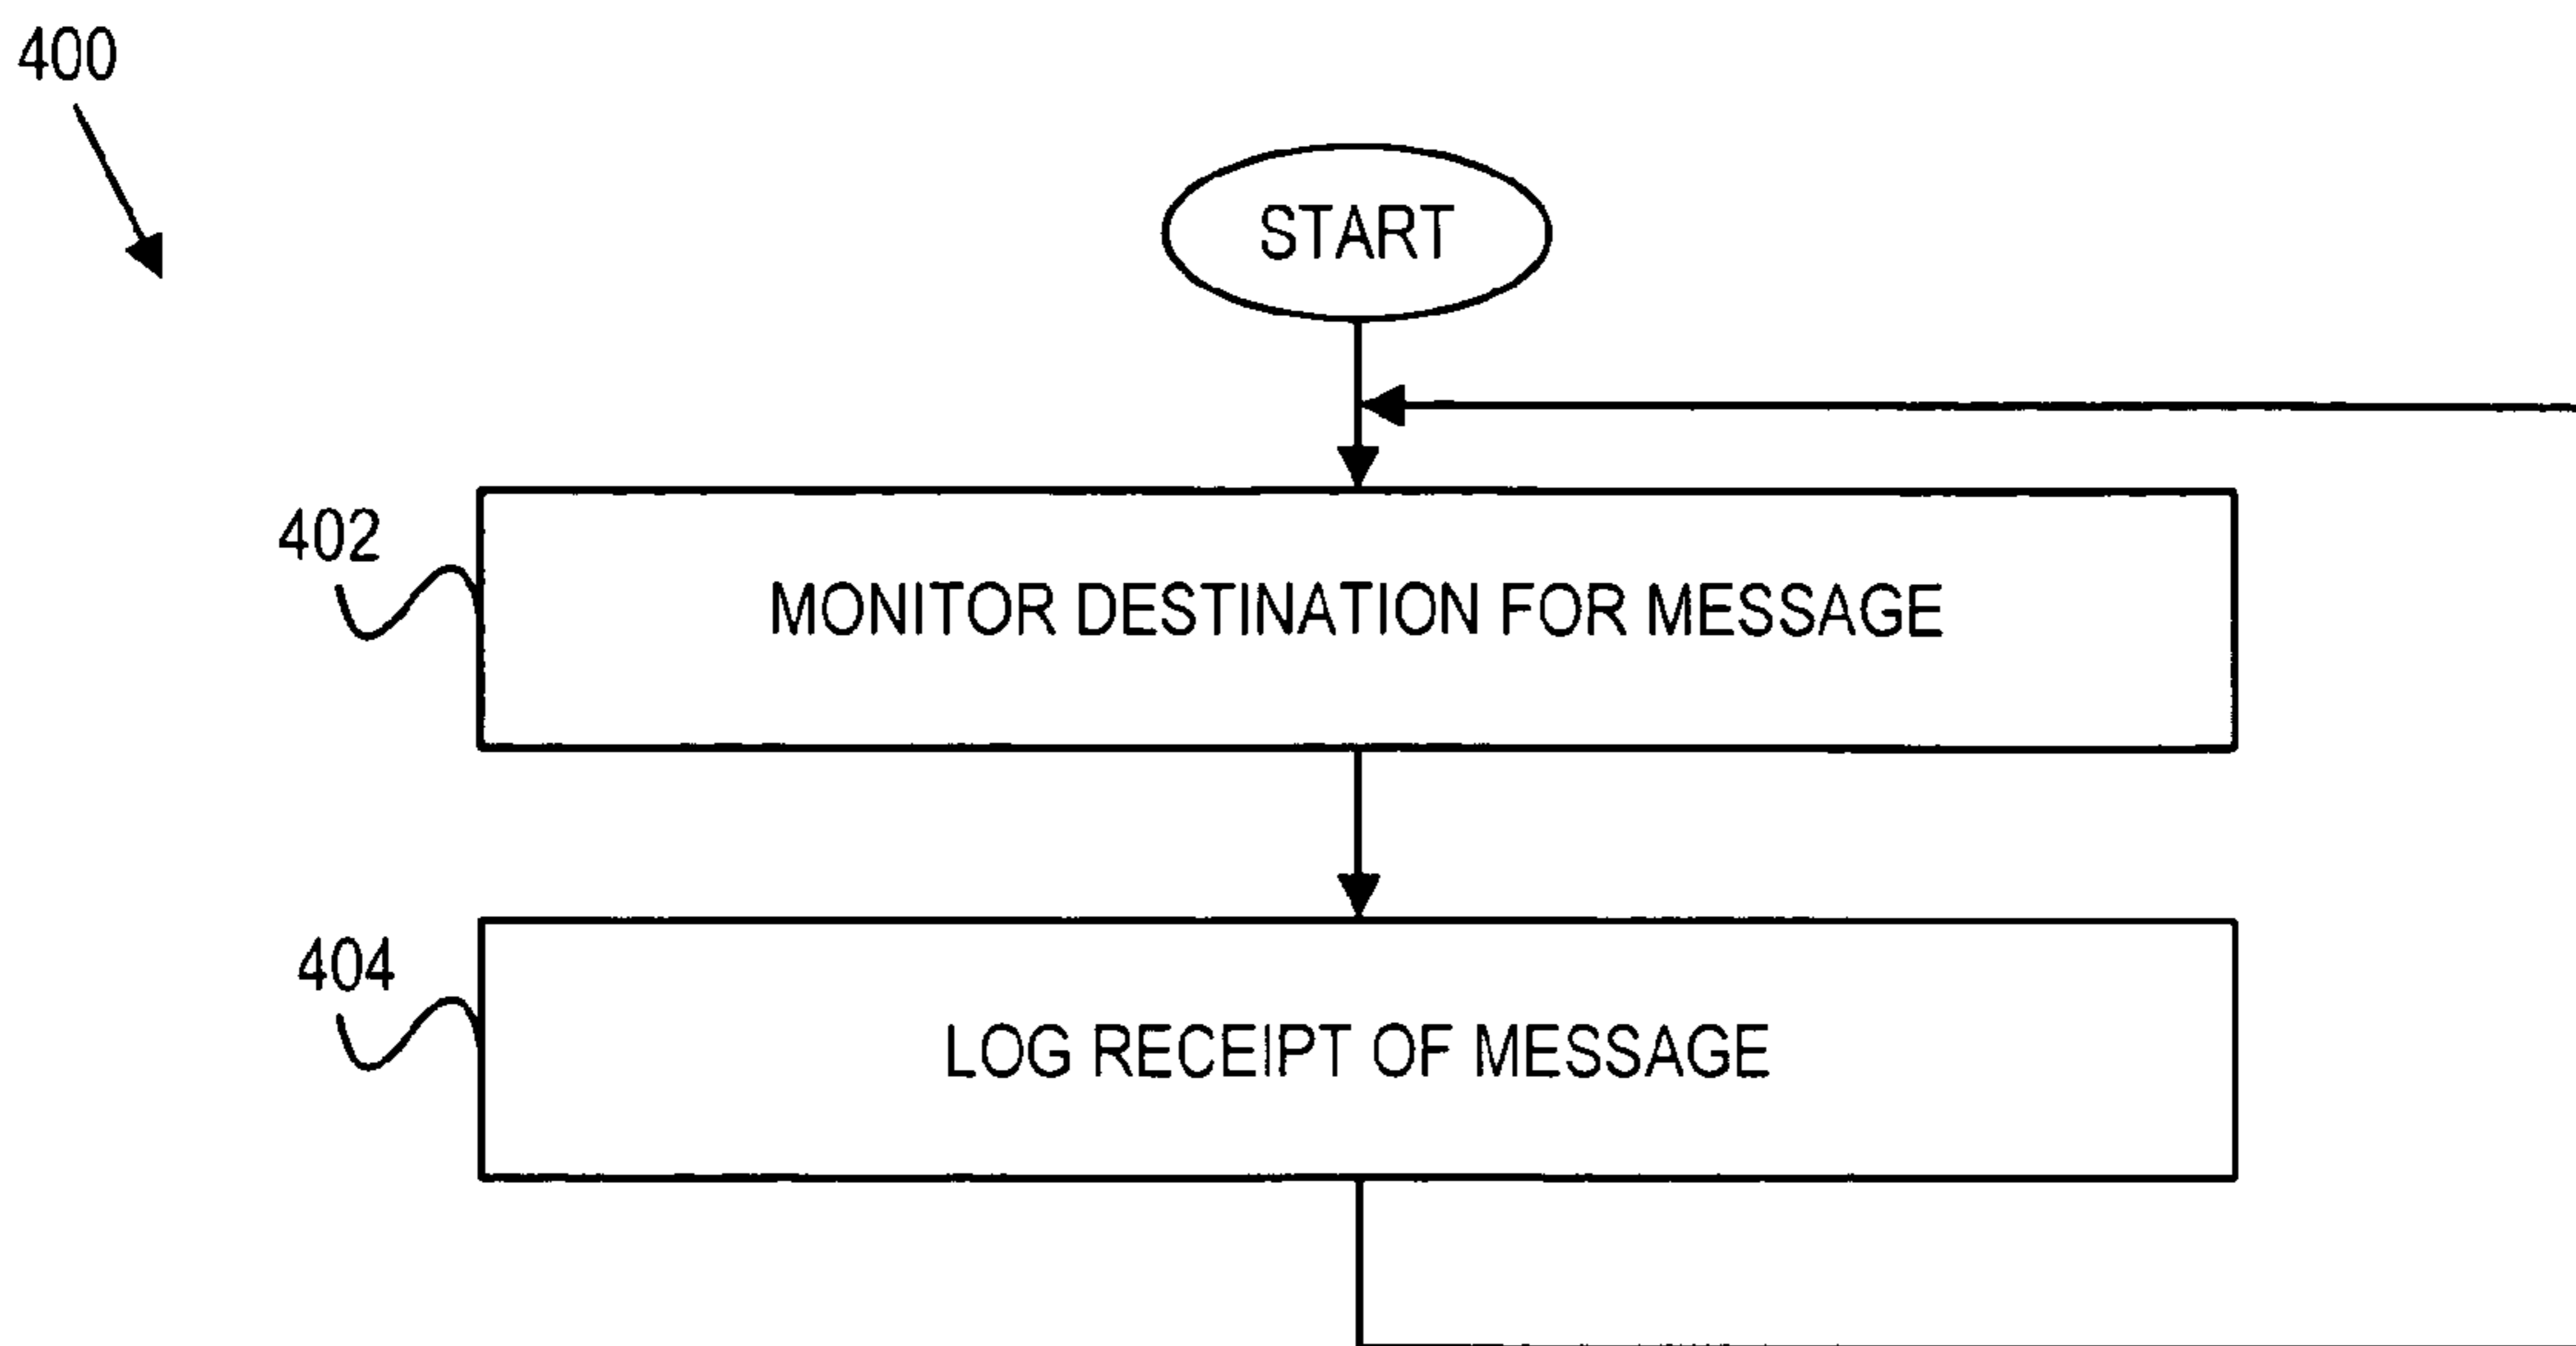 400
START
402
MONITOR DESTINATION FOR MESSAGE
404
LOG RECEIPT OF MESSAGE